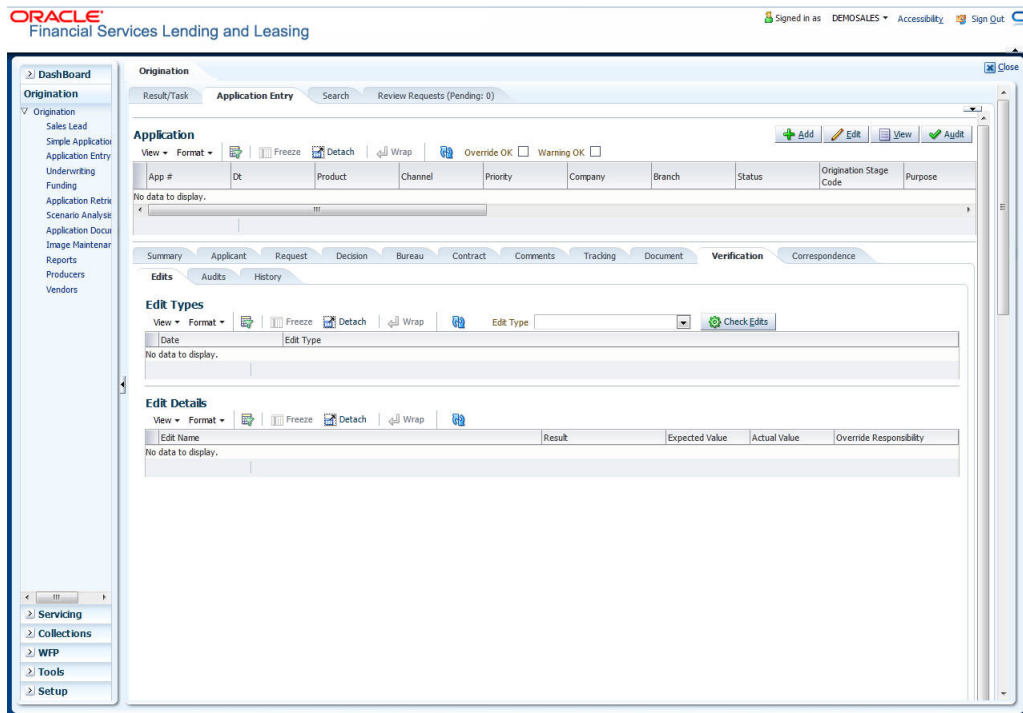 ORACLE
Financial Services Lending and Leasing
Signed in as DEMOSALES Accessibility Sign Out
Close
DashBoard
Origination
Origination
Sales Lead
Simple Application
Application Entry
Underwriting
Funding
Application Retrie
Scenario Analysis
Application Docu
Image Maintenan
Reports
Producers
Vendors
Servicing
Collections
WFP
Tools
Setup
Origination
Result/Task Application Entry Search Review Requests (Pending: 0)
Application
Add Edit View Audit
View Format Freeze Detach Wrap Override OK Warning OK
App # Dt Product Channel Priority Company Branch Status Origination Stage Code Purpose
No data to display.
Summary Applicant Request Decision Bureau Contract Comments Tracking Document Verification Correspondence
Edits Audits History
Edit Types
View Format Freeze Detach Wrap Edit Type Check Edits
Date Edit Type
No data to display.
Edit Details
View Format Freeze Detach Wrap
Edit Name Result Expected Value Actual Value Override Responsibility
No data to display.